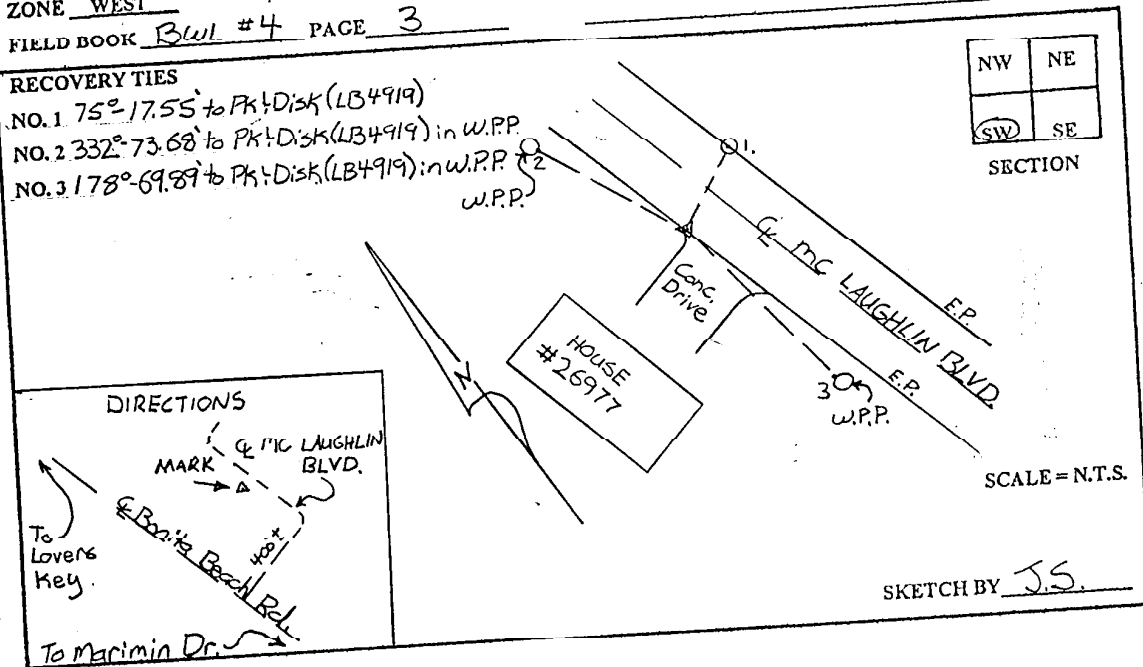 ZONE WEST
FIELD BOOK BWL #4 PAGE 3
RECOVERY TIES
NO. 1 75°-17.55' to PK & Disk (LB4919)
NO. 2 332°-73.68' to PK & Disk (LB4919) in W.P.P.
NO. 3 178°-69.89' to PK & Disk (LB4919) in W.P.P.
NW NE
SW SE
SECTION
1.
2
W.P.P.
℄ MC LAUGHLIN BLVD.
E.P.
E.P.
Conc.
Drive
HOUSE
#26977
3
W.P.P.
N
SCALE = N.T.S.
SKETCH BY J.S.
DIRECTIONS
℄ MC LAUGHLIN
BLVD.
MARK
To
Lovers
Key.
400'±
℄ Bonita Beach Rd.
To Marimin Dr.